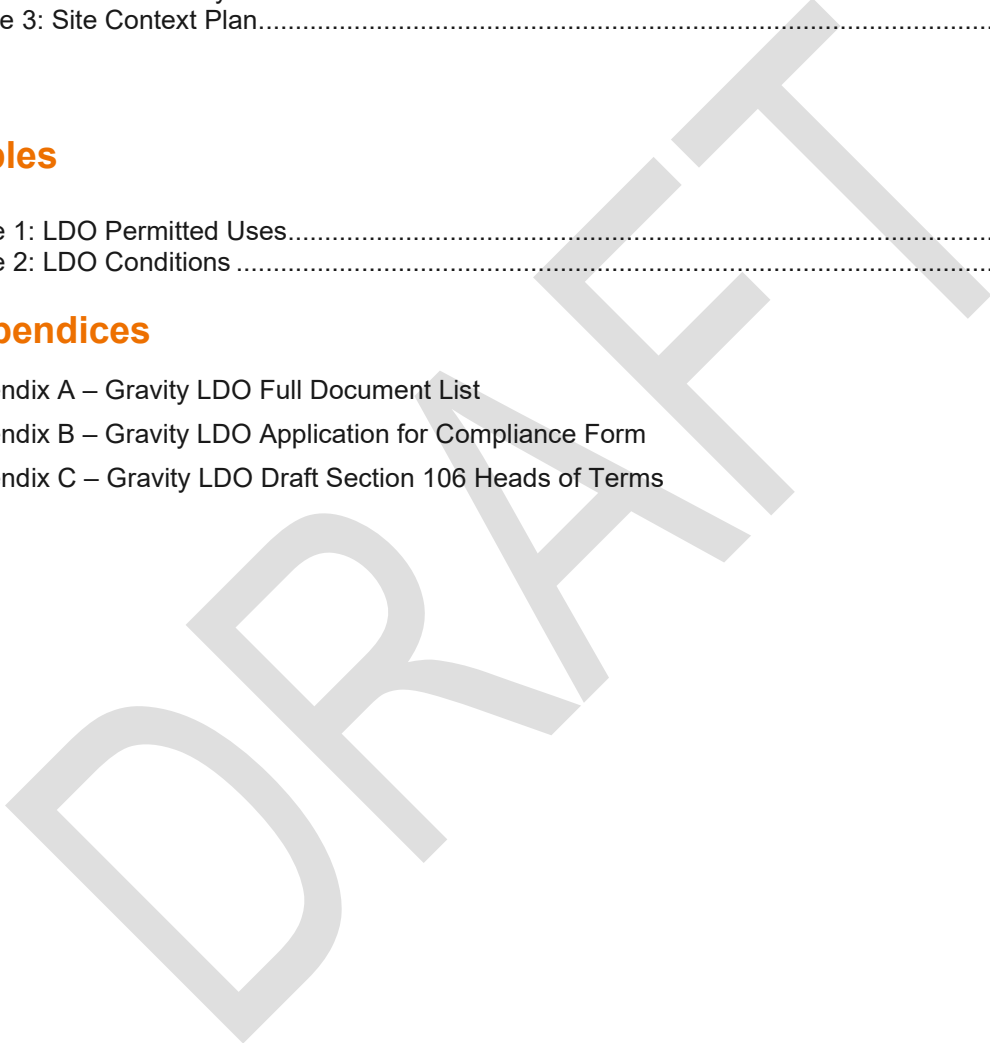 e 3: Site Context Plan..........................................................................................................
bles
e 1: LDO Permitted Uses......................................................................................................
e 2: LDO Conditions .............................................................................................................
pendices
ndix A – Gravity LDO Full Document List
ndix B – Gravity LDO Application for Compliance Form
ndix C – Gravity LDO Draft Section 106 Heads of Terms
DRAFT